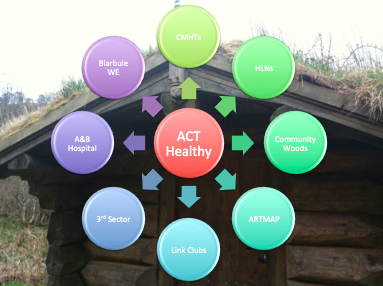 CMHTs
Blarbuie
WE
HLNs
A&B
Hospital
ACT
Healthy
Community
Woods
3rd Sector
ARTMAP
Link Clubs